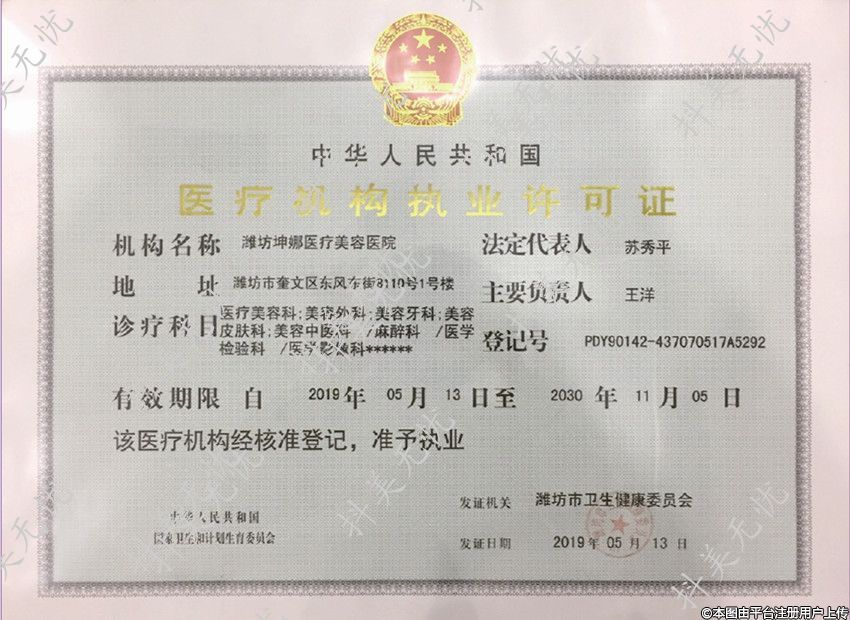 中华人民共和国
医疗机构执业许可证
机构名称 潍坊坤娜医疗美容医院
法定代表人 苏秀平
地 址 潍坊市奎文区东风东街8110号1号楼
主要负责人 王洋
诊疗科目 医疗美容科;美容外科;美容牙科;美容
皮肤科;美容中医科 /麻醉科 /医学
检验科 /医学影像科******
登记号 PDY90142-437070517A5292
有效期限 自 2019 年 05 月 13 日至 2030 年 11 月 05 日
该医疗机构经核准登记，准予执业
中华人民共和国
国家卫生和计划生育委员会
发证机关 潍坊市卫生健康委员会
发证日期 2019 年 05 月 13 日
抖美无忧
©本图由平台注册用户上传